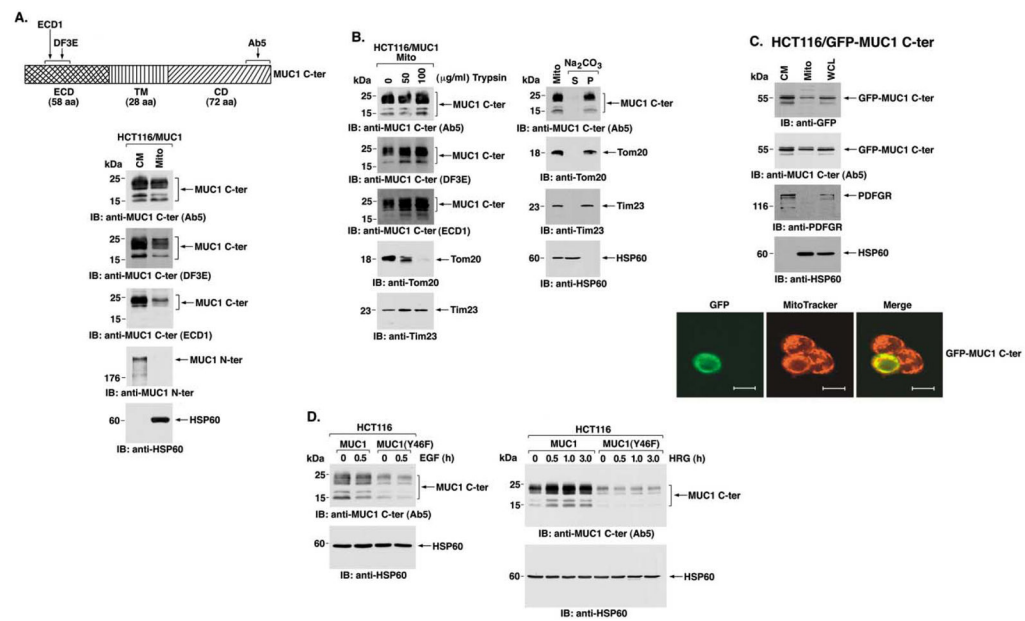 A.
ECD1
DF3E
Ab5
MUC1 C-ter
ECD TM CD
(58 aa) (28 aa) (72 aa)
HCT116/MUC1
kDa CM Mito
25
15
MUC1 C-ter
IB: anti-MUC1 C-ter (Ab5)
25
15
MUC1 C-ter
IB: anti-MUC1 C-ter (DF3E)
25
15
MUC1 C-ter
IB: anti-MUC1 C-ter (ECD1)
MUC1 N-ter
176
IB: anti-MUC1 N-ter
60
HSP60
IB: anti-HSP60
B.
HCT116/MUC1
Mito
kDa 0 50 100 (µg/ml) Trypsin
25
15
MUC1 C-ter
IB: anti-MUC1 C-ter (Ab5)
25
15
MUC1 C-ter
IB: anti-MUC1 C-ter (DF3E)
25
15
MUC1 C-ter
IB: anti-MUC1 C-ter (ECD1)
18
Tom20
IB: anti-Tom20
23
Tim23
IB: anti-Tim23
Na2CO3
kDa Mito S P
25
15
MUC1 C-ter
IB: anti-MUC1 C-ter (Ab5)
18
Tom20
IB: anti-Tom20
23
Tim23
IB: anti-Tim23
60
HSP60
IB: anti-HSP60
C. HCT116/GFP-MUC1 C-ter
kDa CM Mito WCL
55
GFP-MUC1 C-ter
IB: anti-GFP
55
GFP-MUC1 C-ter
IB: anti-MUC1 C-ter (Ab5)
PDFGR
116
IB: anti-PDFGR
60
HSP60
IB: anti-HSP60
GFP MitoTracker Merge
GFP-MUC1 C-ter
D.
HCT116
MUC1 MUC1(Y46F)
kDa 0 0.5 0 0.5 EGF (h)
25
15
MUC1 C-ter
IB: anti-MUC1 C-ter (Ab5)
60
HSP60
IB: anti-HSP60
HCT116
MUC1 MUC1(Y46F)
kDa 0 0.5 1.0 3.0 0 0.5 1.0 3.0 HRG (h)
25
15
MUC1 C-ter
IB: anti-MUC1 C-ter (Ab5)
60
HSP60
IB: anti-HSP60